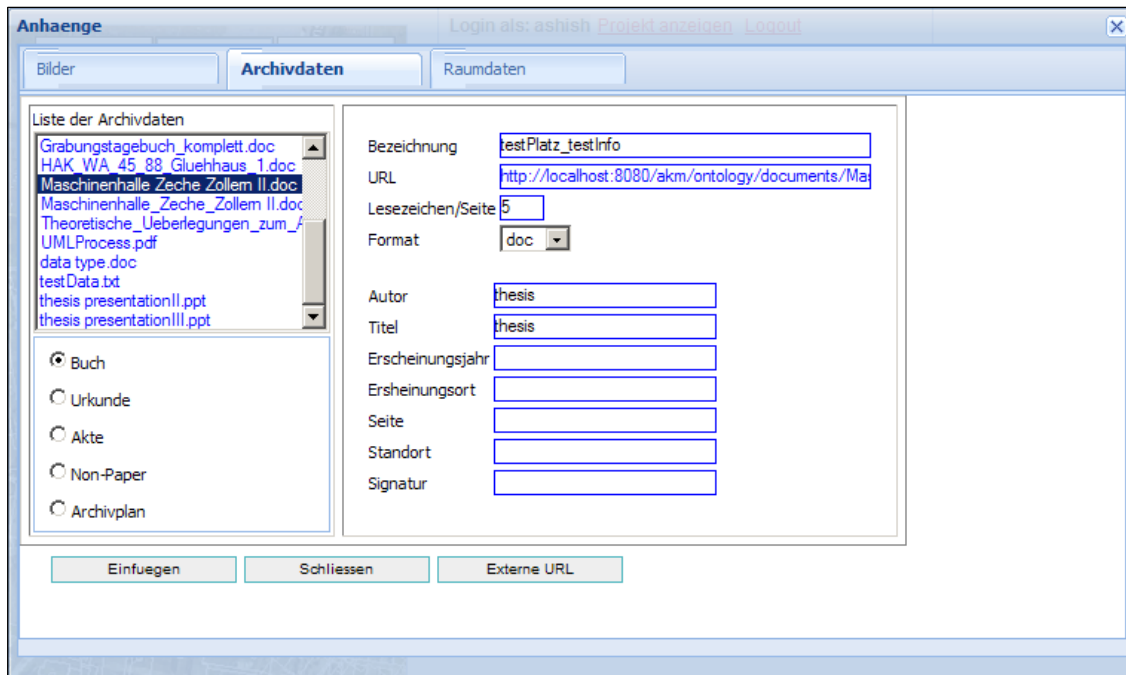 Anhaenge
Login als: ashish Projekt anzeigen Logout
Bilder
Archivdaten
Raumdaten
Liste der Archivdaten
Grabungstagebuch_komplett.doc
HAK_WA_45_88_Gluehhaus_1.doc
Maschinenhalle Zeche Zollern II.doc
Maschinenhalle_Zeche_Zollern II.doc
Theoretische_Ueberlegungen_zum_A
UMLProcess.pdf
data type.doc
testData.txt
thesis presentationII.ppt
thesis presentationIII.ppt
Buch
Urkunde
Akte
Non-Paper
Archivplan
Bezeichnung testPlatz_testInfo
URL http://localhost:8080/akm/ontology/documents/Mas
Lesezeichen/Seite 5
Format doc
Autor thesis
Titel thesis
Erscheinungsjahr
Ersheinungsort
Seite
Standort
Signatur
Einfuegen
Schliessen
Externe URL